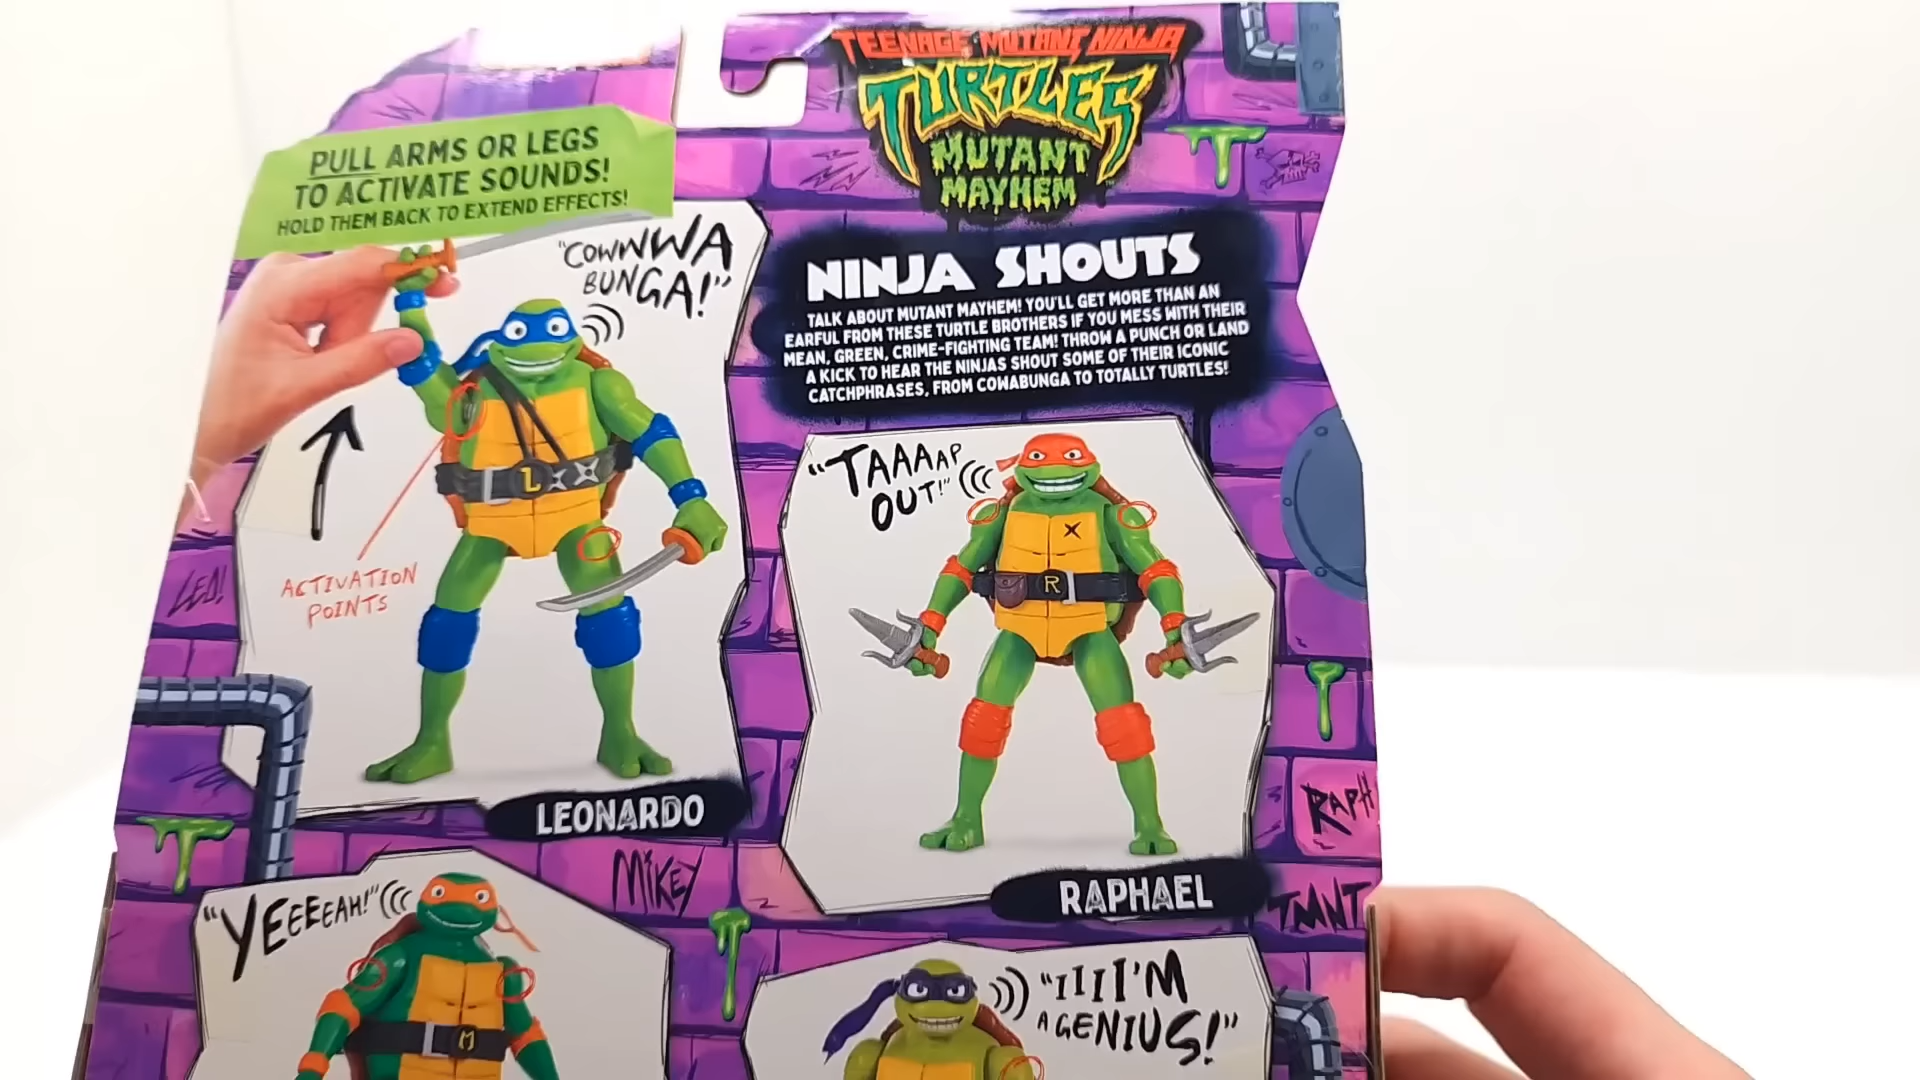 TEENAGE MUTANT NINJA
TURTLES
MUTANT
MAYHEM
PULL ARMS OR LEGS
TO ACTIVATE SOUNDS!
HOLD THEM BACK TO EXTEND EFFECTS!
"COWWWA
BUNGA!"
NINJA SHOUTS
TALK ABOUT MUTANT MAYHEM! YOU'LL GET MORE THAN AN
EARFUL FROM THESE TURTLE BROTHERS IF YOU MESS WITH THEIR
MEAN, GREEN, CRIME-FIGHTING TEAM! THROW A PUNCH OR LAND
A KICK TO HEAR THE NINJAS SHOUT SOME OF THEIR ICONIC
CATCHPHRASES, FROM COWABUNGA TO TOTALLY TURTLES!
L
"TAAAAP
OUT!"
R
LEO!
ACTIVATION
POINTS
LEONARDO
RAPH
MIKEY
RAPHAEL
TMNT
"YEEEEAH!"
M
"IIII'M
A GENIUS!"